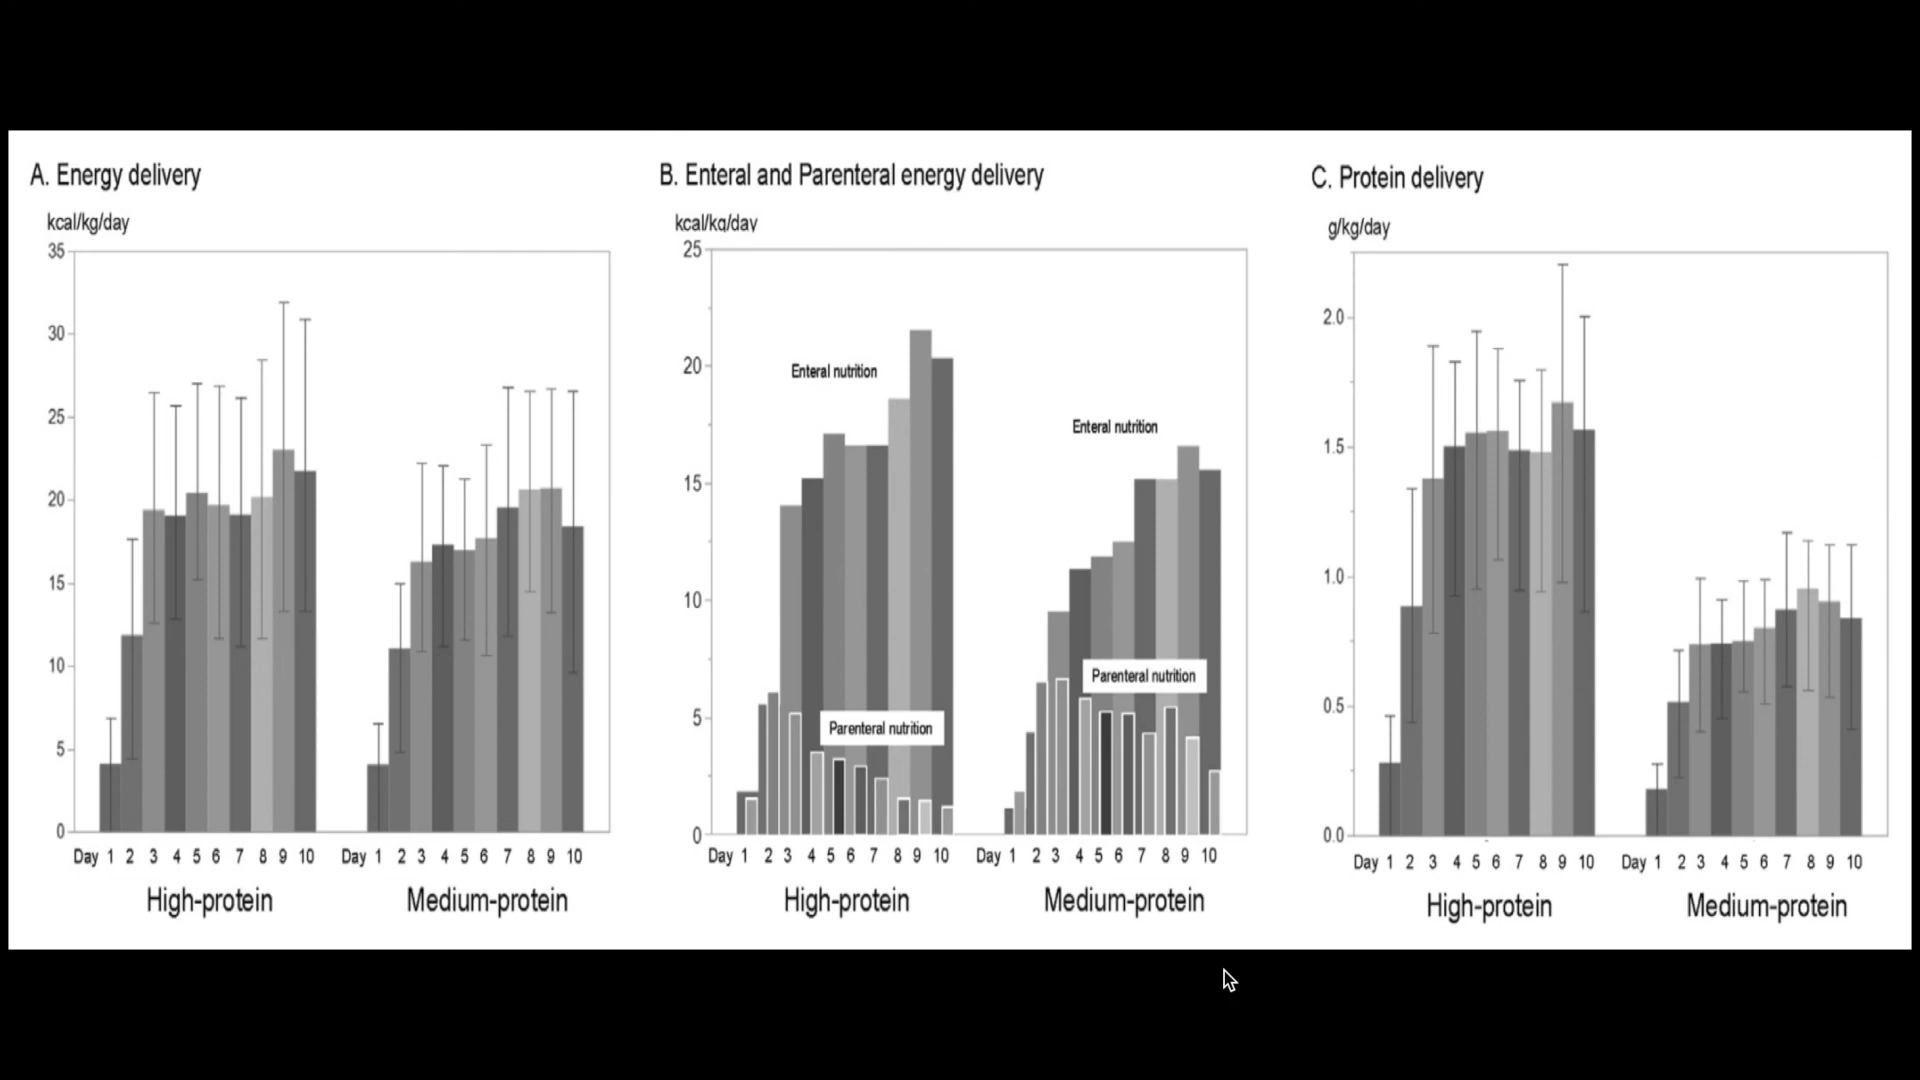 A. Energy delivery
kcal/kg/day
35
30
25
20
15
10
5
0
Day 1 2 3 4 5 6 7 8 9 10 Day 1 2 3 4 5 6 7 8 9 10
High-protein Medium-protein
B. Enteral and Parenteral energy delivery
kcal/kg/day
25
20
15
10
5
0
Enteral nutrition
Enteral nutrition
Parenteral nutrition
Parenteral nutrition
Day 1 2 3 4 5 6 7 8 9 10 Day 1 2 3 4 5 6 7 8 9 10
High-protein Medium-protein
C. Protein delivery
g/kg/day
2.0
1.5
1.0
0.5
0.0
Day 1 2 3 4 5 6 7 8 9 10 Day 1 2 3 4 5 6 7 8 9 10
High-protein Medium-protein